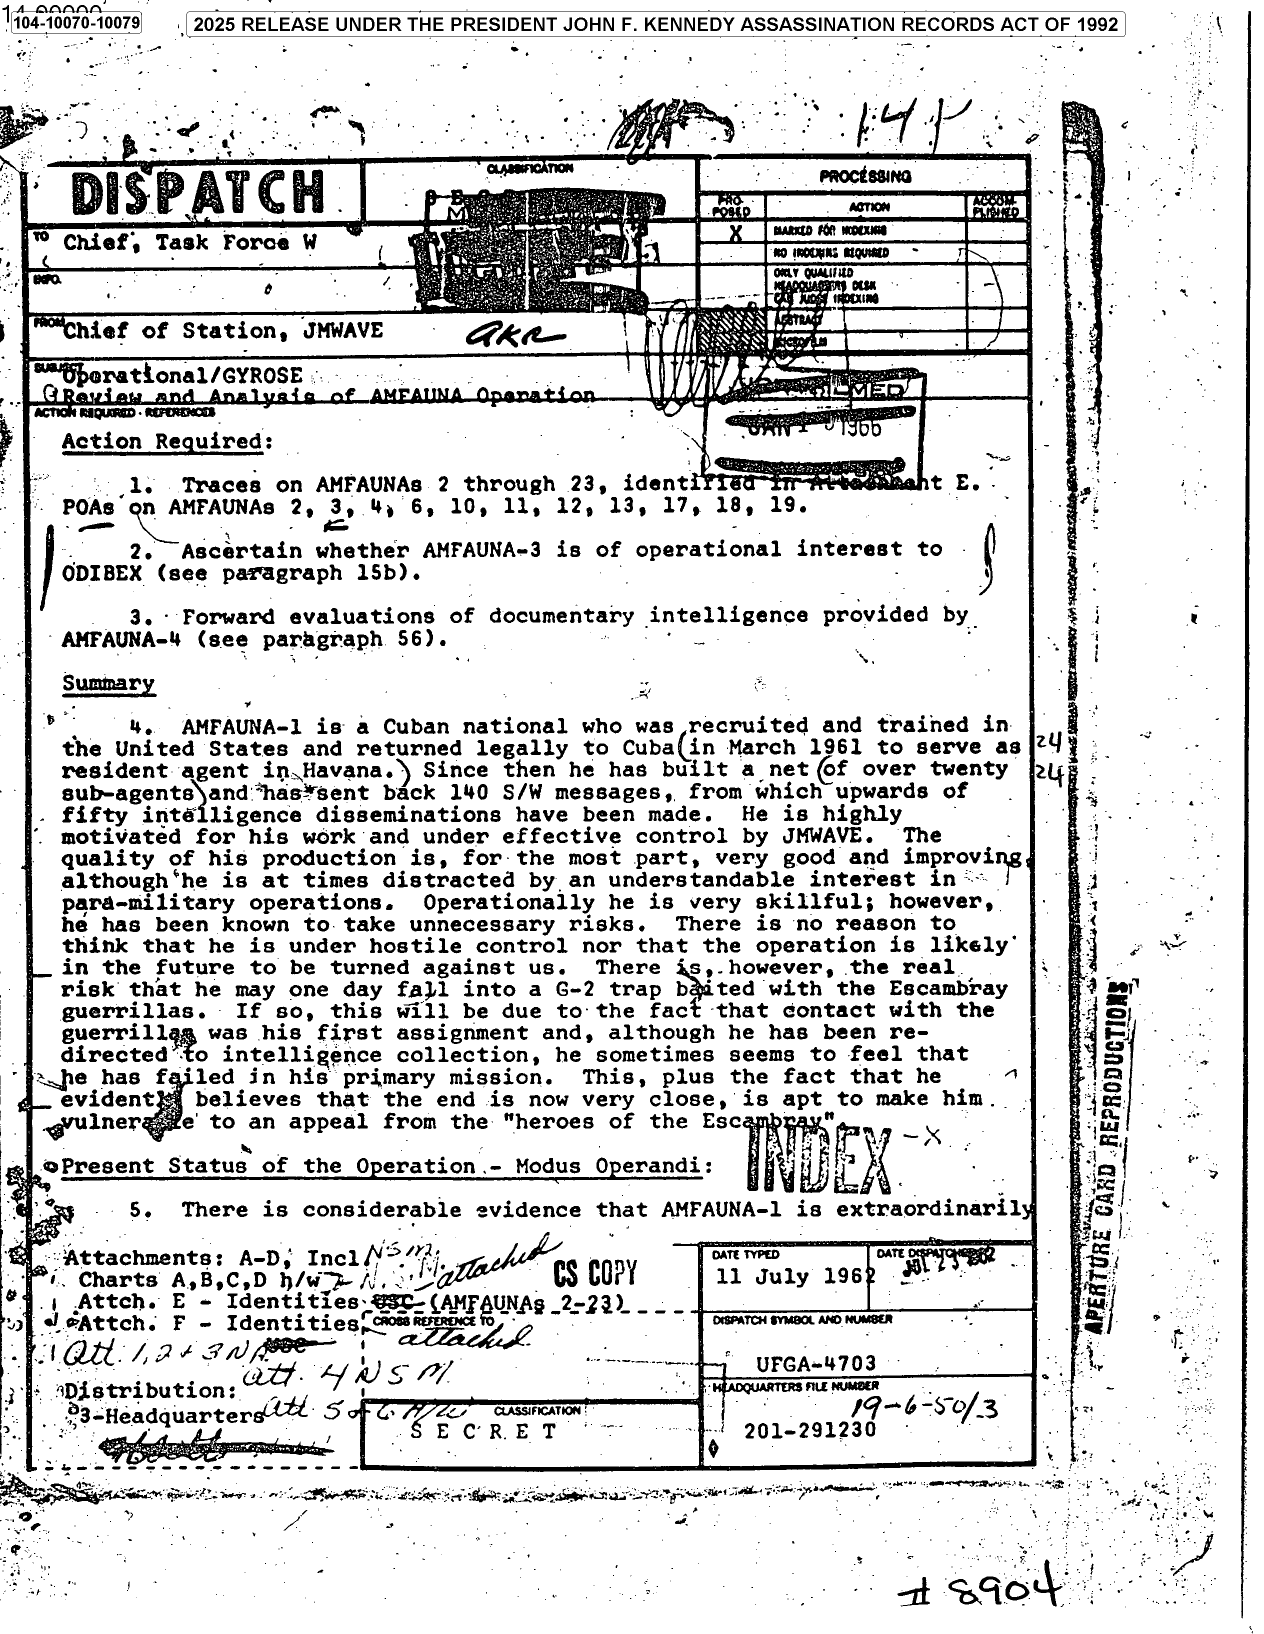 104-10070-10079
2025 RELEASE UNDER THE PRESIDENT JOHN F. KENNEDY ASSASSINATION RECORDS ACT OF 1992
DISPATCH
CLASSIFICATION
PROCESSING
PRO-POSED
ACTION
ACCOM-PLISHED
TO Chief, Task Force W
X MARKED FOR INDEXING
NO INDEXING REQUIRED
INFO.
ONLY QUALIFIED
HEADQUARTERS DESK
CAN JUDGE INDEXING
FROM Chief of Station, JMWAVE
ABSTRACT
MICROFILM
SUBJECT Operational/GYROSE
Review and Analysis of AMFAUNA Operation
ACTION REQUIRED - REFERENCES
JAN 1966
Action Required:
1. Traces on AMFAUNAs 2 through 23, identified in Attachment E.
POAs on AMFAUNAs 2, 3, 4, 6, 10, 11, 12, 13, 17, 18, 19.
2. Ascertain whether AMFAUNA-3 is of operational interest to
ODIBEX (see paragraph 15b).
3. Forward evaluations of documentary intelligence provided by
AMFAUNA-4 (see paragraph 56).
Summary
4. AMFAUNA-1 is a Cuban national who was recruited and trained in
the United States and returned legally to Cuba (in March 1961 to serve as 24
resident agent in Havana.) Since then he has built a net (of over twenty 24
sub-agents) and has sent back 140 S/W messages, from which upwards of
fifty intelligence disseminations have been made. He is highly
motivated for his work and under effective control by JMWAVE. The
quality of his production is, for the most part, very good and improving,
although he is at times distracted by an understandable interest in
para-military operations. Operationally he is very skillful; however,
he has been known to take unnecessary risks. There is no reason to
think that he is under hostile control nor that the operation is likely
in the future to be turned against us. There is, however, the real
risk that he may one day fall into a G-2 trap baited with the Escambray
guerrillas. If so, this will be due to the fact that contact with the
guerrillas was his first assignment and, although he has been re-
directed to intelligence collection, he sometimes seems to feel that
he has failed in his primary mission. This, plus the fact that he
evidently believes that the end is now very close, is apt to make him
vulnerable to an appeal from the "heroes of the Escambray".
INDEX - X
Present Status of the Operation - Modus Operandi:
5. There is considerable evidence that AMFAUNA-1 is extraordinarily
Attachments: A-D, Incl NSM.
Charts A,B,C,D h/w attached
Attch. E - Identities USC (AMFAUNAs 2-23)
Attch. F - Identities
CS COPY
CROSS REFERENCE TO
attached
Att. 1, 2 + 3 N
Att. 4 NSM.
Distribution:
3-Headquarters
CLASSIFICATION
S E C R E T
DATE TYPED
11 July 1962
DATE DISPATCHED
JUL 23 1962
DISPATCH SYMBOL AND NUMBER
UFGA-4703
HEADQUARTERS FILE NUMBER
19-6-50/3
201-291230
APERTURE CARD REPRODUCTIONS
# 8904